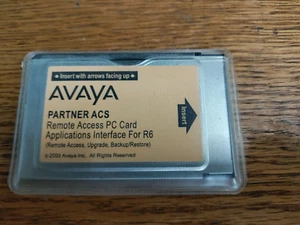 Insert with arrows facing up
AVAYA
PARTNER ACS
Remote Access PC Card
Applications Interface For R6
(Remote Access, Upgrade, Backup/Restore)
Insert
© 2003 Avaya Inc. All Rights Reserved